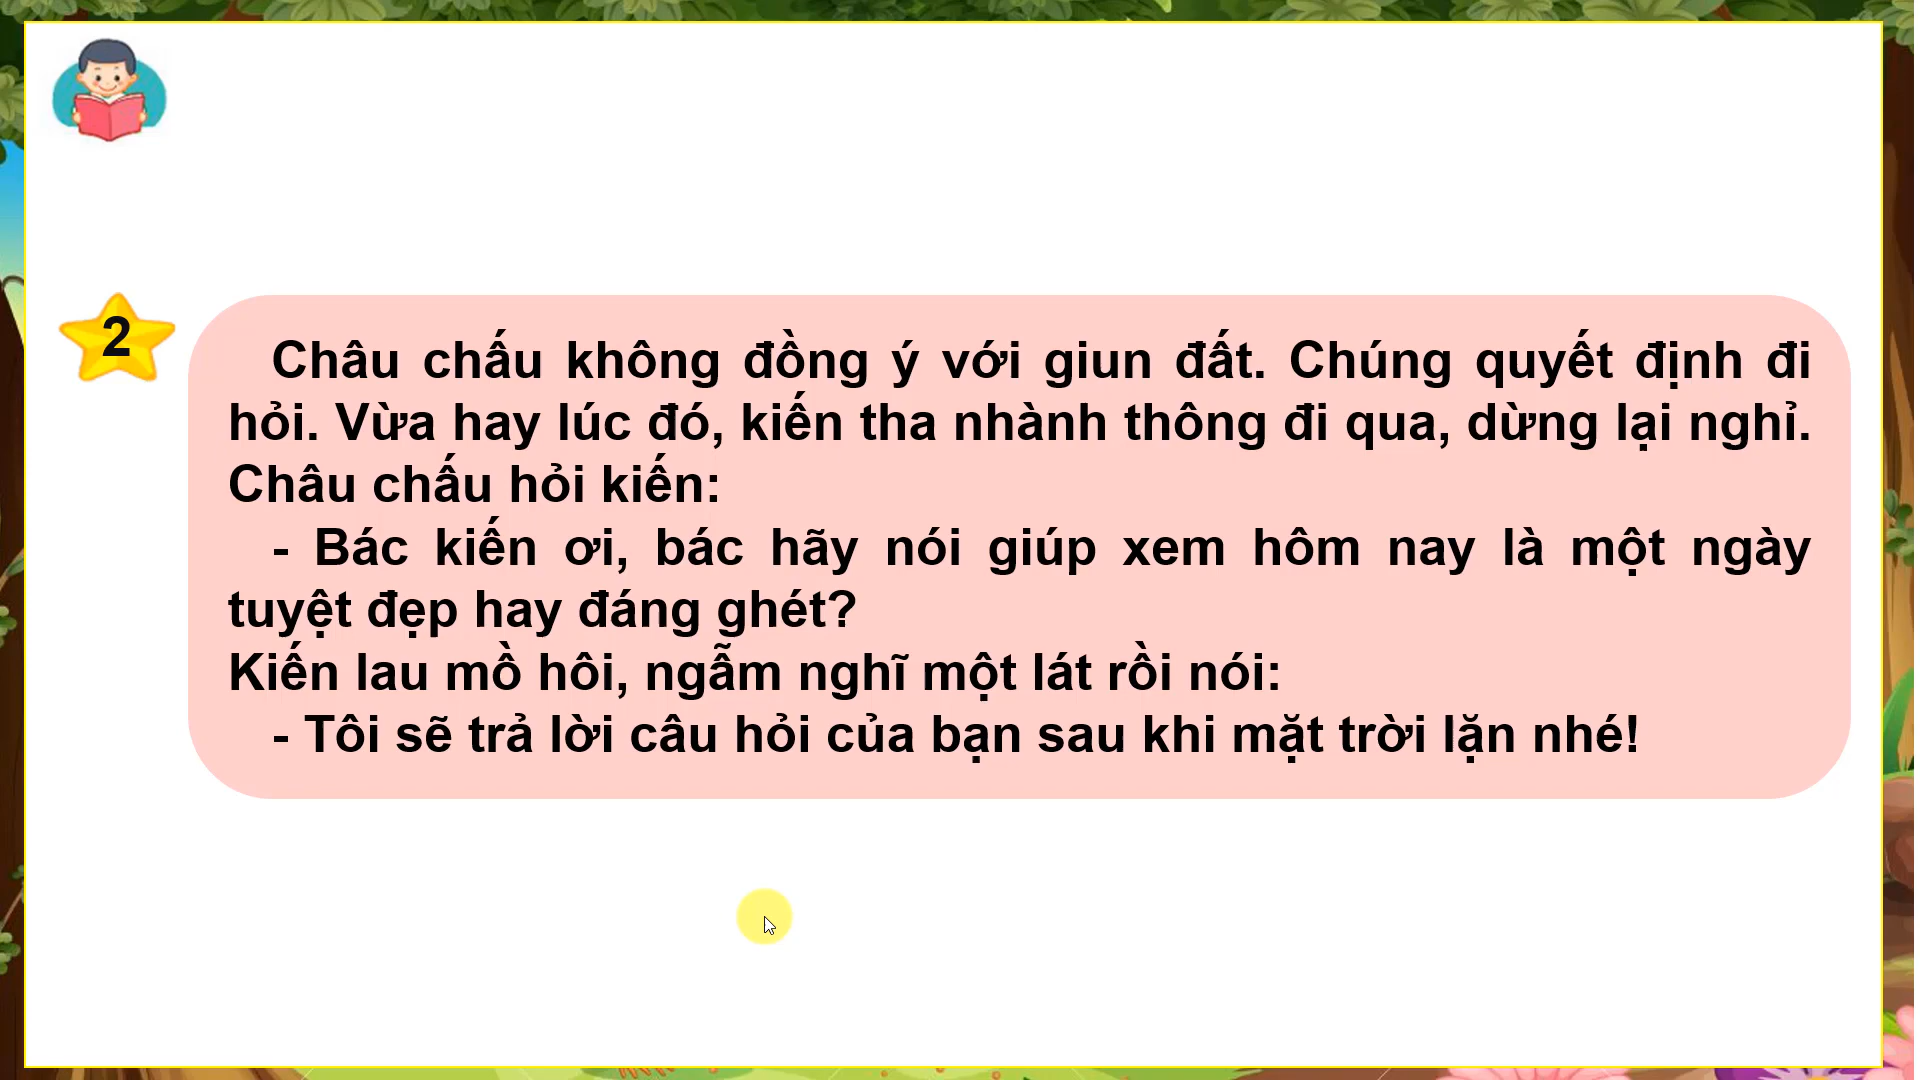 2
Châu chấu không đồng ý với giun đất. Chúng quyết định đi
hỏi. Vừa hay lúc đó, kiến tha nhành thông đi qua, dừng lại nghỉ.
Châu chấu hỏi kiến:
- Bác kiến ơi, bác hãy nói giúp xem hôm nay là một ngày
tuyệt đẹp hay đáng ghét?
Kiến lau mồ hôi, ngẫm nghĩ một lát rồi nói:
- Tôi sẽ trả lời câu hỏi của bạn sau khi mặt trời lặn nhé!